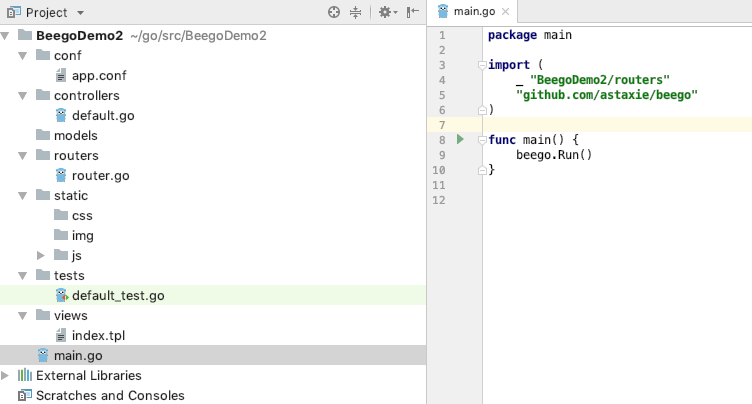 Project
BeegoDemo2 ~/go/src/BeegoDemo2
conf
app.conf
controllers
default.go
models
routers
router.go
static
css
img
js
tests
default_test.go
views
index.tpl
main.go
External Libraries
Scratches and Consoles
main.go
1 package main
2
3 import (
4 _ "BeegoDemo2/routers"
5 "github.com/astaxie/beego"
6 )
7
8 func main() {
9 beego.Run()
10 }
11
12